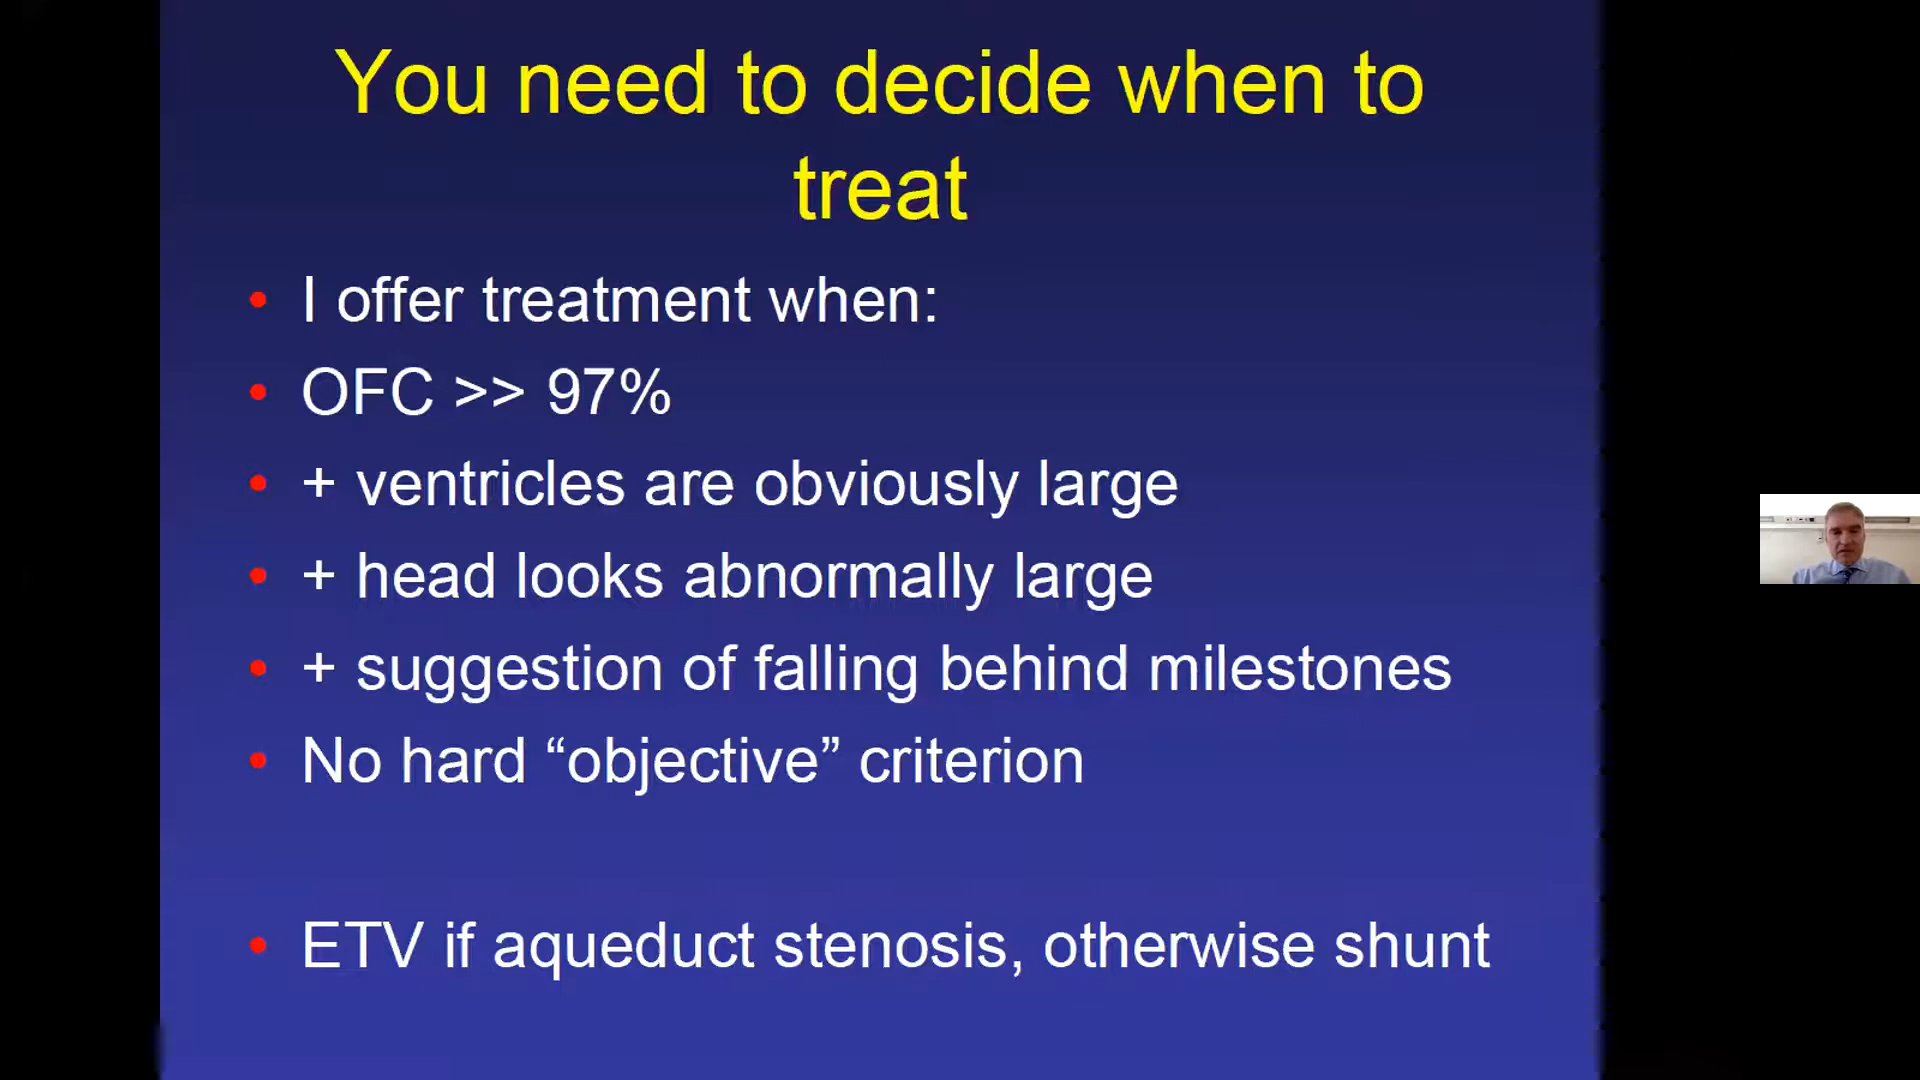 You need to decide when to
treat
• I offer treatment when:
• OFC >> 97%
• + ventricles are obviously large
• + head looks abnormally large
• + suggestion of falling behind milestones
• No hard “objective” criterion
• ETV if aqueduct stenosis, otherwise shunt